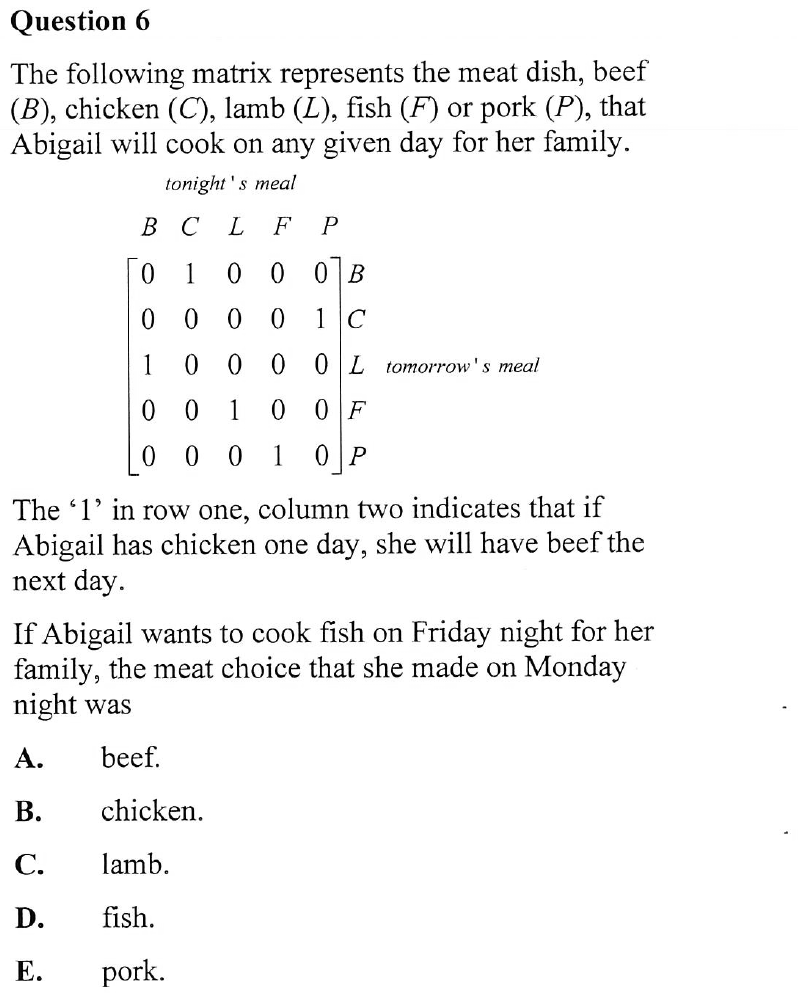 Question 6
The following matrix represents the meat dish, beef
(B), chicken (C), lamb (L), fish (F) or pork (P), that
Abigail will cook on any given day for her family.
tonight's meal
B C L F P
0 1 0 0 0 B
0 0 0 0 1 C
1 0 0 0 0 L tomorrow's meal
0 0 1 0 0 F
0 0 0 1 0 P
The ‘1’ in row one, column two indicates that if
Abigail has chicken one day, she will have beef the
next day.
If Abigail wants to cook fish on Friday night for her
family, the meat choice that she made on Monday
night was
A. beef.
B. chicken.
C. lamb.
D. fish.
E. pork.